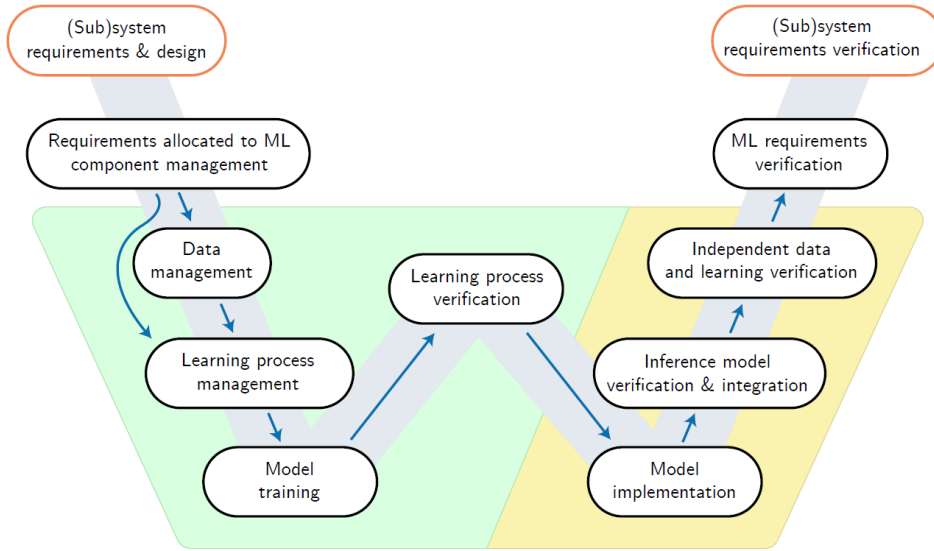 (Sub)system
requirements & design
(Sub)system
requirements verification
Requirements allocated to ML
component management
ML requirements
verification
Data
management
Learning process
verification
Independent data
and learning verification
Learning process
management
Inference model
verification & integration
Model
training
Model
implementation